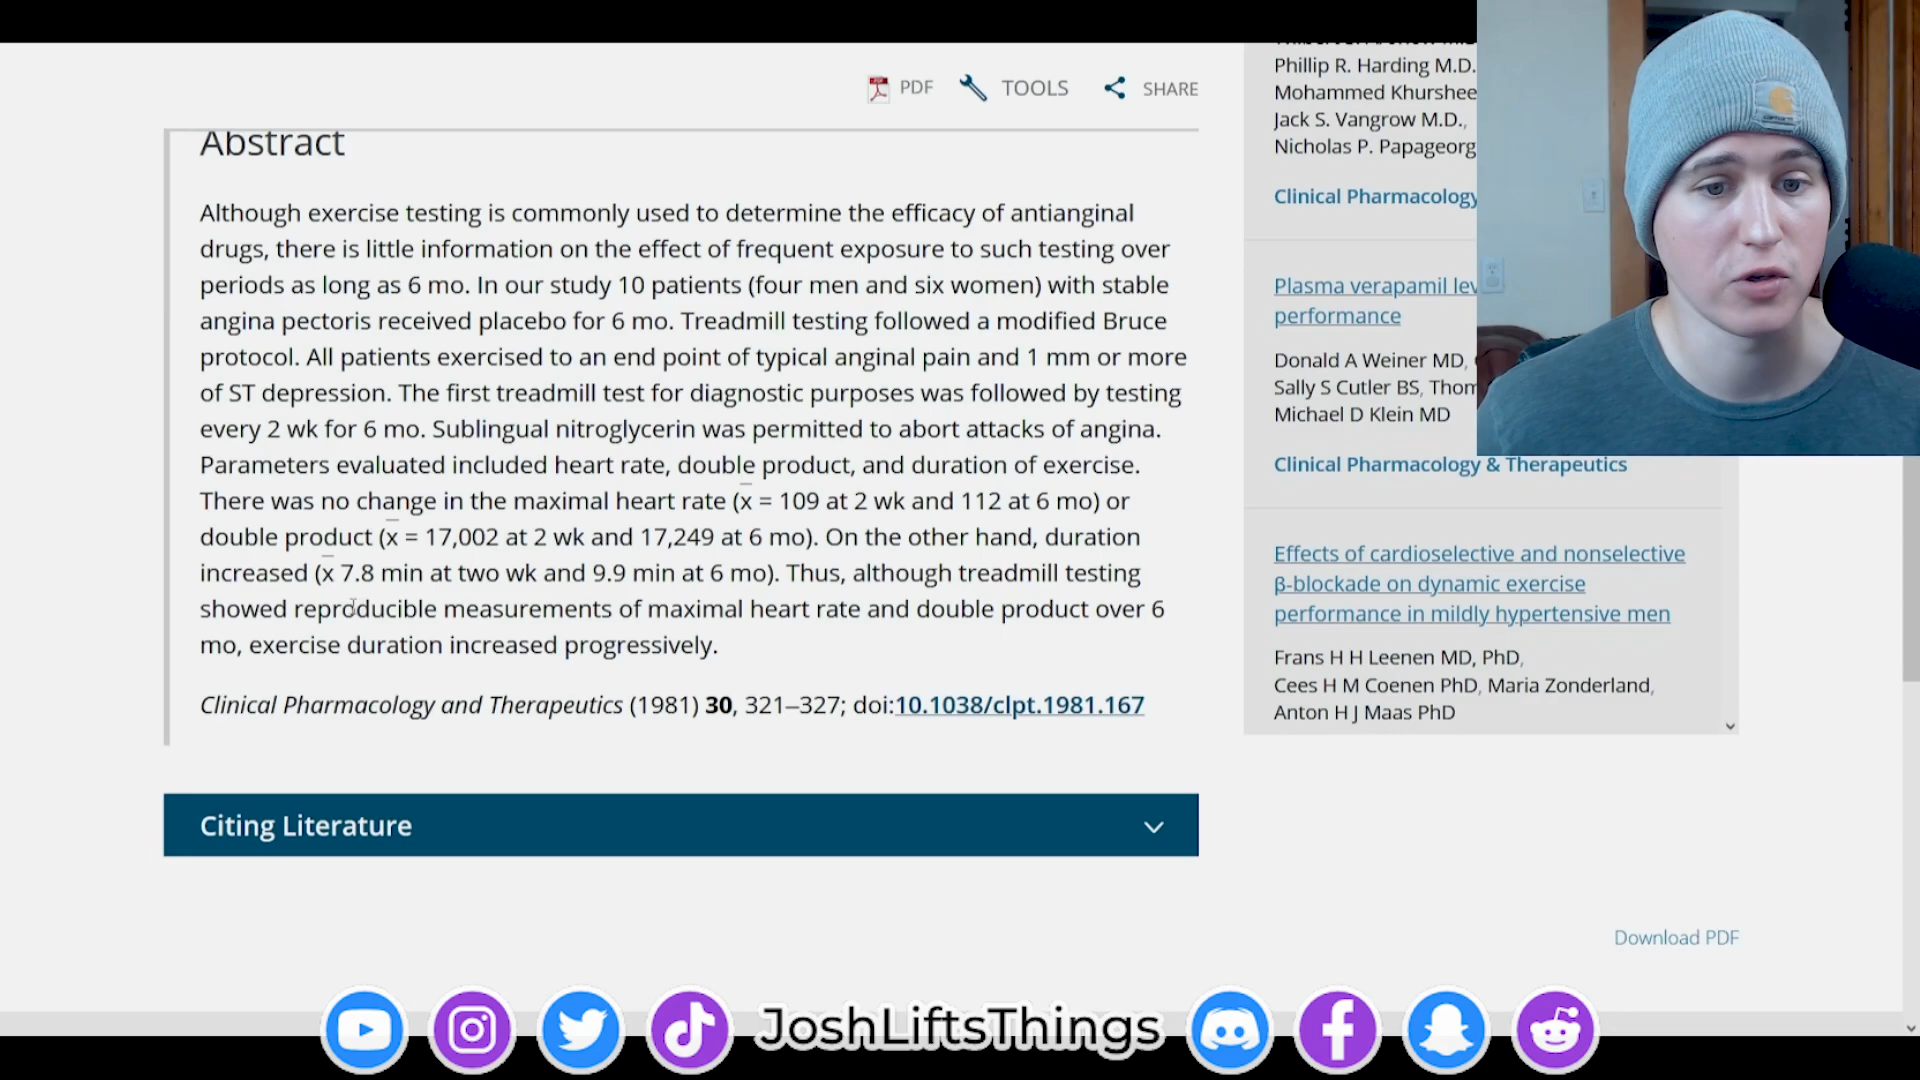 PDF
TOOLS
SHARE
Abstract
Although exercise testing is commonly used to determine the efficacy of antianginal
drugs, there is little information on the effect of frequent exposure to such testing over
periods as long as 6 mo. In our study 10 patients (four men and six women) with stable
angina pectoris received placebo for 6 mo. Treadmill testing followed a modified Bruce
protocol. All patients exercised to an end point of typical anginal pain and 1 mm or more
of ST depression. The first treadmill test for diagnostic purposes was followed by testing
every 2 wk for 6 mo. Sublingual nitroglycerin was permitted to abort attacks of angina.
Parameters evaluated included heart rate, double product, and duration of exercise.
There was no change in the maximal heart rate (x̅ = 109 at 2 wk and 112 at 6 mo) or
double product (x̅ = 17,002 at 2 wk and 17,249 at 6 mo). On the other hand, duration
increased (x̅ 7.8 min at two wk and 9.9 min at 6 mo). Thus, although treadmill testing
showed reproducible measurements of maximal heart rate and double product over 6
mo, exercise duration increased progressively.
Clinical Pharmacology and Therapeutics (1981) 30, 321–327; doi:10.1038/clpt.1981.167
Citing Literature
Phillip R. Harding M.D.
Mohammed Khurshee
Jack S. Vangrow M.D.,
Nicholas P. Papageorg
Clinical Pharmacology
Plasma verapamil lev
performance
Donald A Weiner MD,
Sally S Cutler BS, Thom
Michael D Klein MD
Clinical Pharmacology & Therapeutics
Effects of cardioselective and nonselective
β-blockade on dynamic exercise
performance in mildly hypertensive men
Frans H H Leenen MD, PhD,
Cees H M Coenen PhD, Maria Zonderland,
Anton H J Maas PhD
Download PDF
JoshLiftsThings